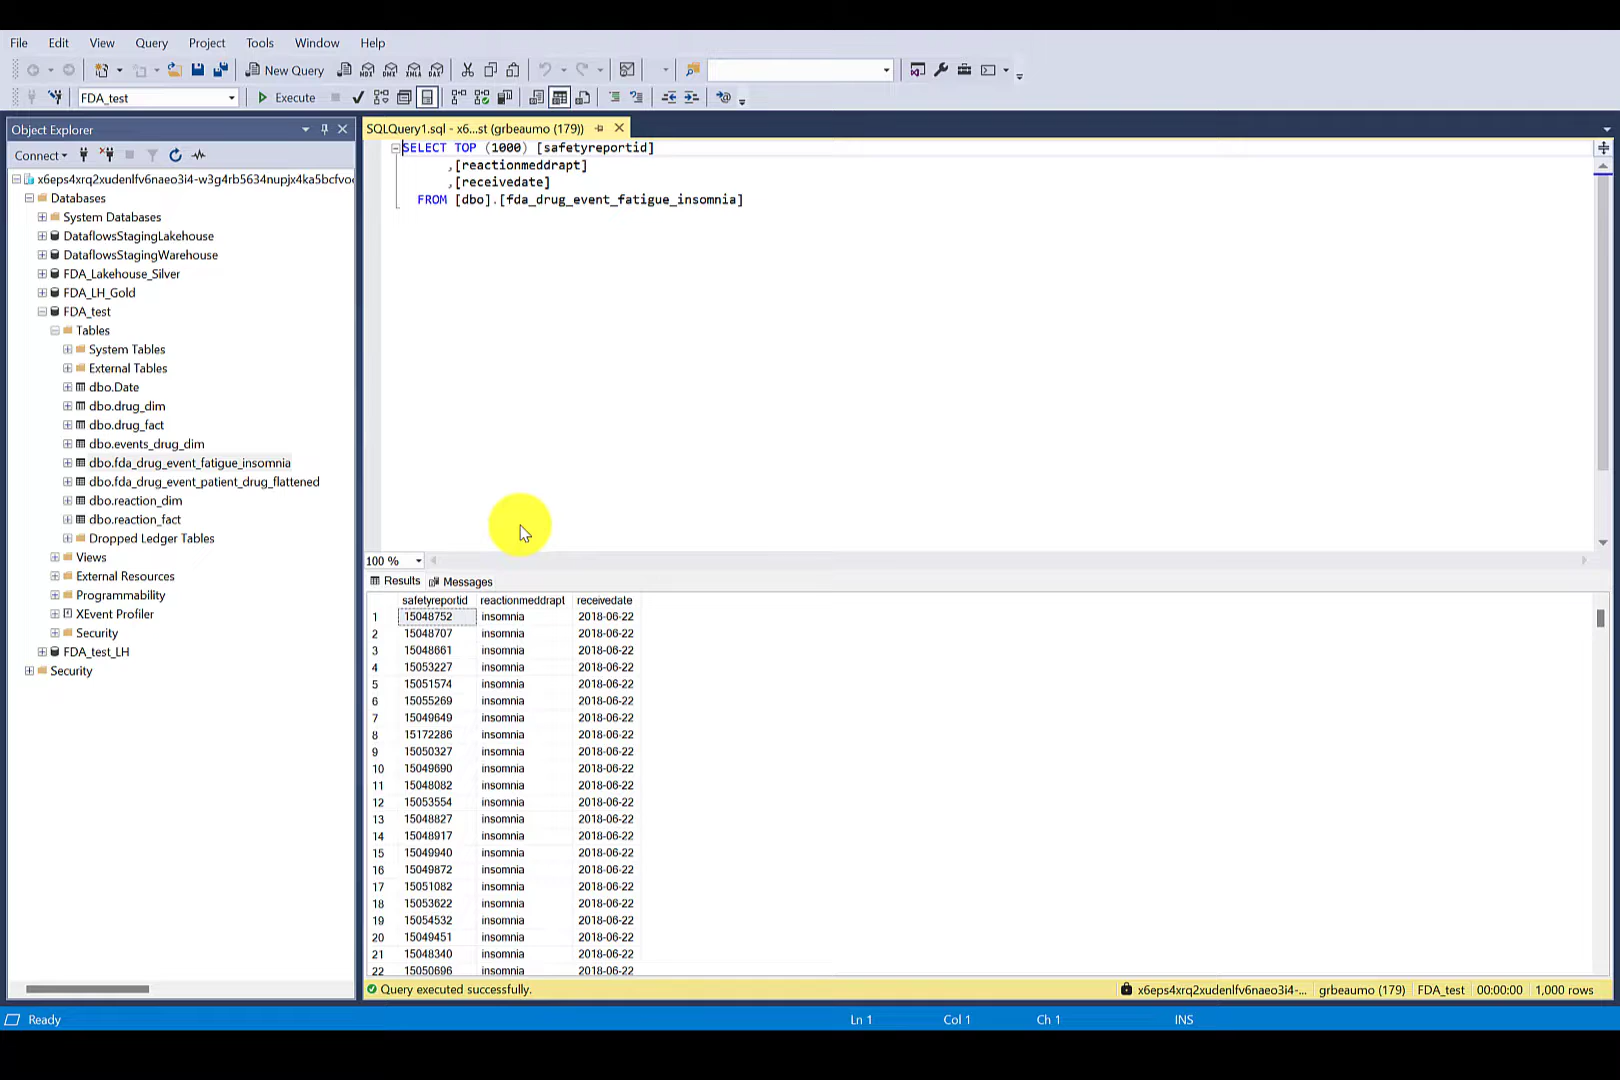 File Edit View Query Project Tools Window Help
New Query
FDA_test Execute
Object Explorer
Connect
x6eps4xrq2xudenlfv6naeo3i4-w3g4rb5634nupjx4ka5bcfvo
Databases
System Databases
DataflowsStagingLakehouse
DataflowsStagingWarehouse
FDA_Lakehouse_Silver
FDA_LH_Gold
FDA_test
Tables
System Tables
External Tables
dbo.Date
dbo.drug_dim
dbo.drug_fact
dbo.events_drug_dim
dbo.fda_drug_event_fatigue_insomnia
dbo.fda_drug_event_patient_drug_flattened
dbo.reaction_dim
dbo.reaction_fact
Dropped Ledger Tables
Views
External Resources
Programmability
XEvent Profiler
Security
FDA_test_LH
Security
SQLQuery1.sql - x6...st (grbeaumo (179))
SELECT TOP (1000) [safetyreportid]
,[reactionmeddrapt]
,[receivedate]
FROM [dbo].[fda_drug_event_fatigue_insomnia]
100 %
Results Messages
safetyreportid reactionmeddrapt receivedate
1 15048752 insomnia 2018-06-22
2 15048707 insomnia 2018-06-22
3 15048661 insomnia 2018-06-22
4 15053227 insomnia 2018-06-22
5 15051574 insomnia 2018-06-22
6 15055269 insomnia 2018-06-22
7 15049649 insomnia 2018-06-22
8 15172286 insomnia 2018-06-22
9 15050327 insomnia 2018-06-22
10 15049690 insomnia 2018-06-22
11 15048082 insomnia 2018-06-22
12 15053554 insomnia 2018-06-22
13 15048827 insomnia 2018-06-22
14 15048917 insomnia 2018-06-22
15 15049940 insomnia 2018-06-22
16 15049872 insomnia 2018-06-22
17 15051082 insomnia 2018-06-22
18 15053622 insomnia 2018-06-22
19 15054532 insomnia 2018-06-22
20 15049451 insomnia 2018-06-22
21 15048340 insomnia 2018-06-22
22 15050696 insomnia 2018-06-22
Query executed successfully. x6eps4xrq2xudenlfv6naeo3i4-... grbeaumo (179) FDA_test 00:00:00 1,000 rows
Ready Ln 1 Col 1 Ch 1 INS